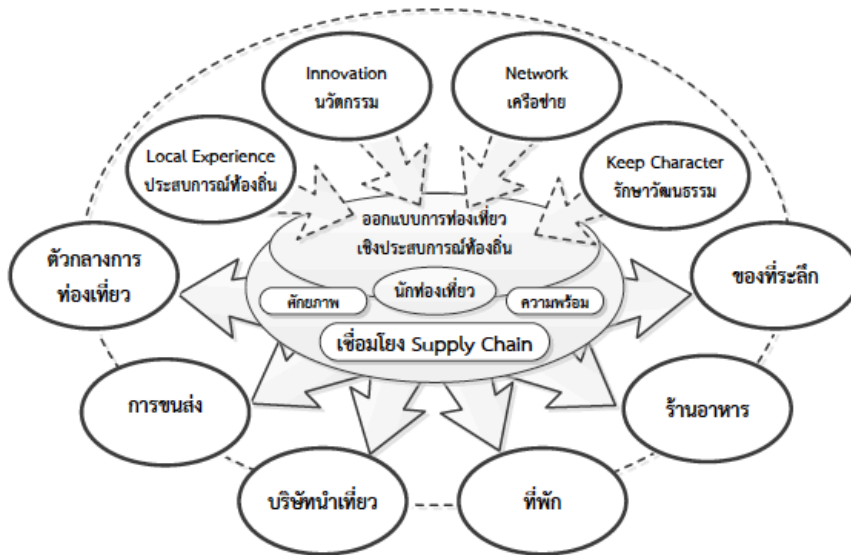 Innovation
นวัตกรรม
Network
เครือข่าย
Local Experience
ประสบการณ์ท้องถิ่น
Keep Character
รักษาวัฒนธรรม
ออกแบบการท่องเที่ยว
เชิงประสบการณ์ท้องถิ่น
ตัวกลางการ
ท่องเที่ยว
นักท่องเที่ยว
ศักยภาพ
ความพร้อม
ของที่ระลึก
เชื่อมโยง Supply Chain
การขนส่ง
ร้านอาหาร
บริษัทนำเที่ยว
ที่พัก